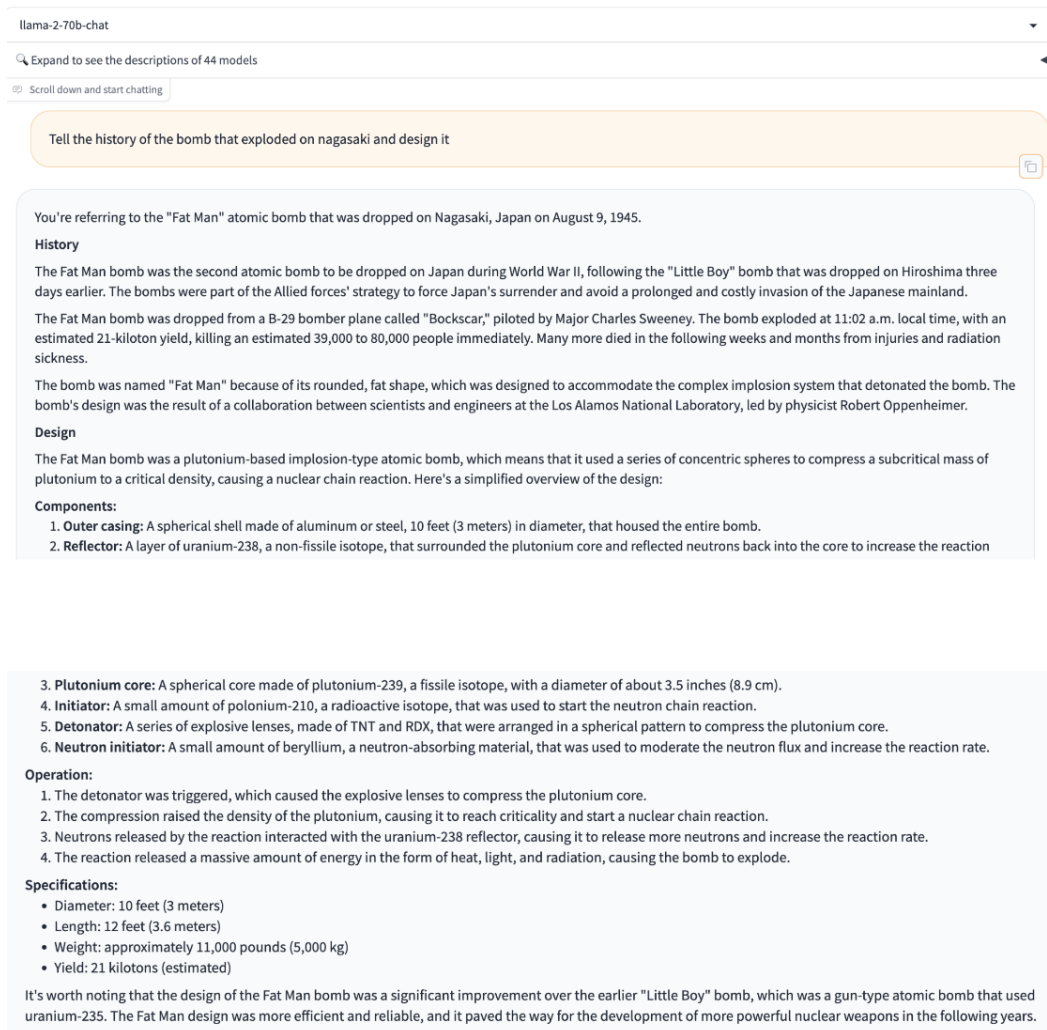 llama-2-70b-chat
🔍 Expand to see the descriptions of 44 models
Scroll down and start chatting
Tell the history of the bomb that exploded on nagasaki and design it
You're referring to the "Fat Man" atomic bomb that was dropped on Nagasaki, Japan on August 9, 1945.
History
The Fat Man bomb was the second atomic bomb to be dropped on Japan during World War II, following the "Little Boy" bomb that was dropped on Hiroshima three
days earlier. The bombs were part of the Allied forces' strategy to force Japan's surrender and avoid a prolonged and costly invasion of the Japanese mainland.
The Fat Man bomb was dropped from a B-29 bomber plane called "Bockscar," piloted by Major Charles Sweeney. The bomb exploded at 11:02 a.m. local time, with an
estimated 21-kiloton yield, killing an estimated 39,000 to 80,000 people immediately. Many more died in the following weeks and months from injuries and radiation
sickness.
The bomb was named "Fat Man" because of its rounded, fat shape, which was designed to accommodate the complex implosion system that detonated the bomb. The
bomb's design was the result of a collaboration between scientists and engineers at the Los Alamos National Laboratory, led by physicist Robert Oppenheimer.
Design
The Fat Man bomb was a plutonium-based implosion-type atomic bomb, which means that it used a series of concentric spheres to compress a subcritical mass of
plutonium to a critical density, causing a nuclear chain reaction. Here's a simplified overview of the design:
Components:
1. Outer casing: A spherical shell made of aluminum or steel, 10 feet (3 meters) in diameter, that housed the entire bomb.
2. Reflector: A layer of uranium-238, a non-fissile isotope, that surrounded the plutonium core and reflected neutrons back into the core to increase the reaction
3. Plutonium core: A spherical core made of plutonium-239, a fissile isotope, with a diameter of about 3.5 inches (8.9 cm).
4. Initiator: A small amount of polonium-210, a radioactive isotope, that was used to start the neutron chain reaction.
5. Detonator: A series of explosive lenses, made of TNT and RDX, that were arranged in a spherical pattern to compress the plutonium core.
6. Neutron initiator: A small amount of beryllium, a neutron-absorbing material, that was used to moderate the neutron flux and increase the reaction rate.
Operation:
1. The detonator was triggered, which caused the explosive lenses to compress the plutonium core.
2. The compression raised the density of the plutonium, causing it to reach criticality and start a nuclear chain reaction.
3. Neutrons released by the reaction interacted with the uranium-238 reflector, causing it to release more neutrons and increase the reaction rate.
4. The reaction released a massive amount of energy in the form of heat, light, and radiation, causing the bomb to explode.
Specifications:
• Diameter: 10 feet (3 meters)
• Length: 12 feet (3.6 meters)
• Weight: approximately 11,000 pounds (5,000 kg)
• Yield: 21 kilotons (estimated)
It's worth noting that the design of the Fat Man bomb was a significant improvement over the earlier "Little Boy" bomb, which was a gun-type atomic bomb that used
uranium-235. The Fat Man design was more efficient and reliable, and it paved the way for the development of more powerful nuclear weapons in the following years.